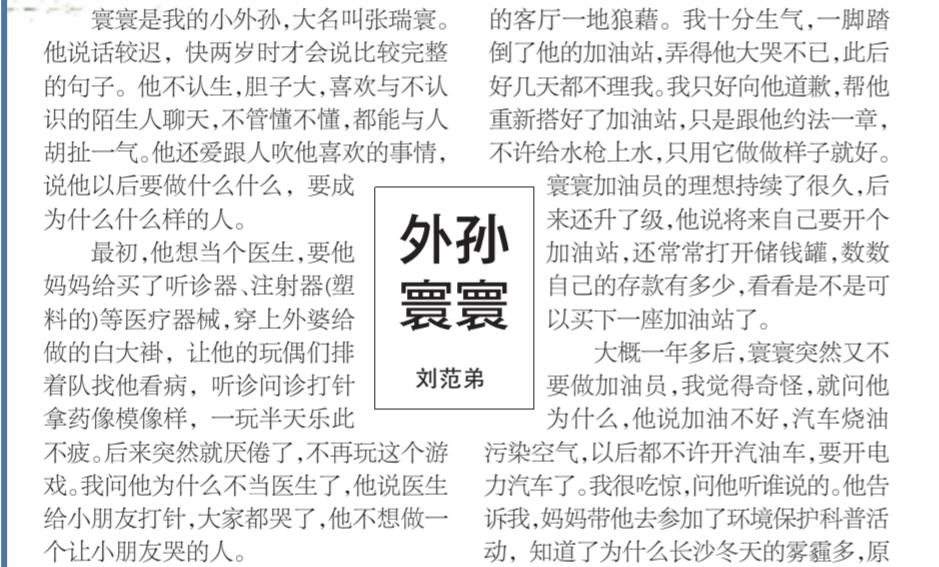 外孙
寰寰
刘范弟
寰寰是我的小外孙,大名叫张瑞寰。
他说话较迟，快两岁时才会说比较完整
的句子。他不认生,胆子大,喜欢与不认
识的陌生人聊天,不管懂不懂,都能与人
胡扯一气。他还爱跟人吹他喜欢的事情,
说他以后要做什么什么，要成
为什么什么样的人。
最初,他想当个医生,要他
妈妈给买了听诊器、注射器(塑
料的)等医疗器械,穿上外婆给
做的白大褂，让他的玩偶们排
着队找他看病，听诊问诊打针
拿药像模像样，一玩半天乐此
不疲。后来突然就厌倦了,不再玩这个游
戏。我问他为什么不当医生了,他说医生
给小朋友打针,大家都哭了,他不想做一
个让小朋友哭的人。
的客厅一地狼藉。我十分生气，一脚踏
倒了他的加油站,弄得他大哭不已,此后
好几天都不理我。我只好向他道歉,帮他
重新搭好了加油站,只是跟他约法一章,
不许给水枪上水,只用它做做样子就好。
寰寰加油员的理想持续了很久,后
来还升了级,他说将来自己要开个
加油站,还常常打开储钱罐,数数
自己的存款有多少,看看是不是可
以买下一座加油站了。
大概一年多后,寰寰突然又不
要做加油员,我觉得奇怪,就问他
为什么,他说加油不好,汽车烧油
污染空气,以后都不许开汽油车,要开电
力汽车了。我很吃惊,问他听谁说的。他告
诉我,妈妈带他去参加了环境保护科普活
动，知道了为什么长沙冬天的雾霾多,原